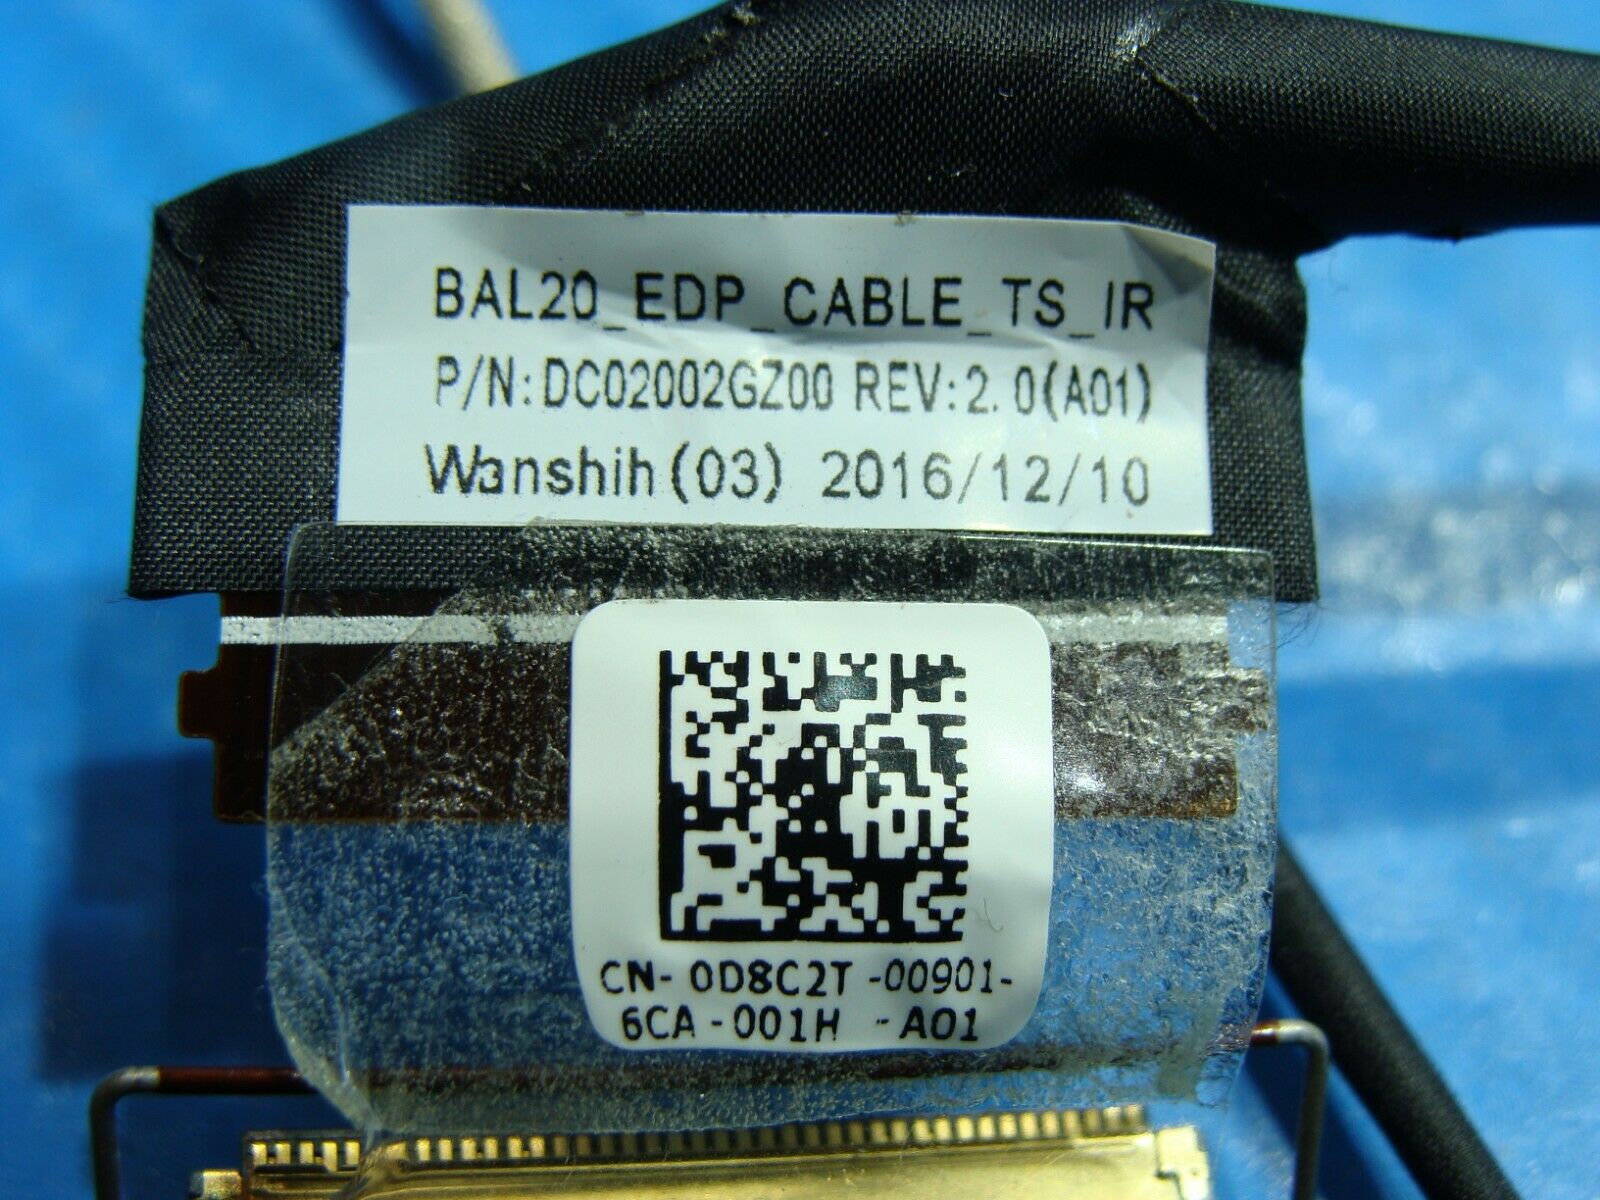 BAL20_EDP_CABLE_TS_IR
P/N:DC02002GZ00 REV:2.0(A01)
Wanshih(03) 2016/12/10
CN-0D8C2T-00901-
6CA-001H -A01